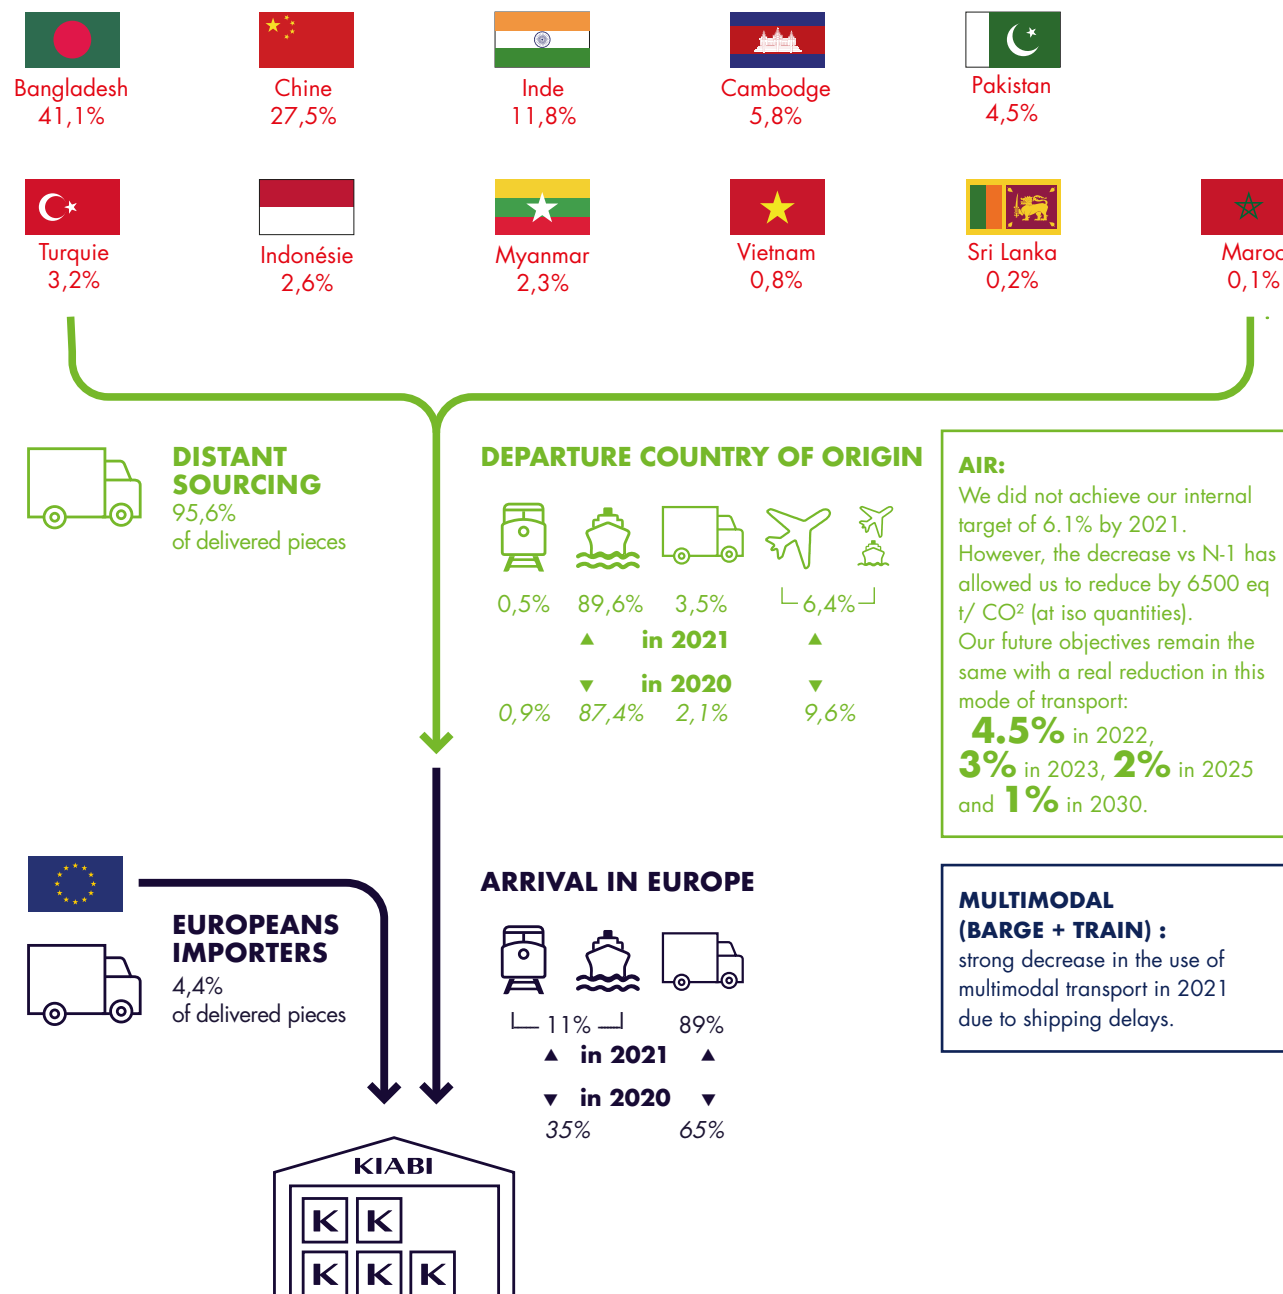 Bangladesh
41,1%
Chine
27,5%
Inde
11,8%
Cambodge
5,8%
Pakistan
4,5%
Turquie
3,2%
Indonésie
2,6%
Myanmar
2,3%
Vietnam
0,8%
Sri Lanka
0,2%
Maroc
0,1%
DISTANT
SOURCING
95,6%
of delivered pieces
DEPARTURE COUNTRY OF ORIGIN
0,5% 89,6% 3,5% 6,4%
in 2021
in 2020
0,9% 87,4% 2,1% 9,6%
AIR:
We did not achieve our internal
target of 6.1% by 2021.
However, the decrease vs N-1 has
allowed us to reduce by 6500 eq
t/ CO² (at iso quantities).
Our future objectives remain the
same with a real reduction in this
mode of transport:
4.5% in 2022,
3% in 2023, 2% in 2025
and 1% in 2030.
EUROPEANS
IMPORTERS
4,4%
of delivered pieces
ARRIVAL IN EUROPE
11% 89%
in 2021
in 2020
35% 65%
MULTIMODAL
(BARGE + TRAIN) :
strong decrease in the use of
multimodal transport in 2021
due to shipping delays.
KIABI
K K
K K K